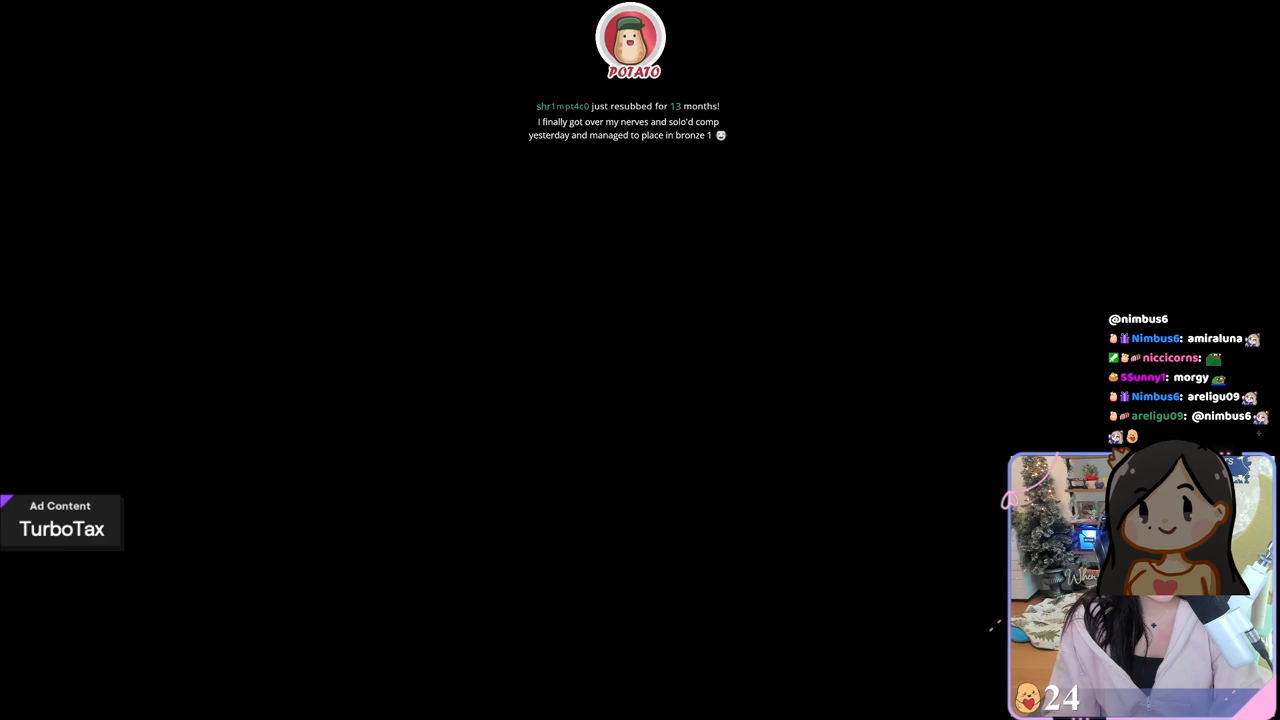 POTATO
shr1mpt4c0 just resubbed for 13 months!
I finally got over my nerves and solo'd comp
yesterday and managed to place in bronze 1
@nimbus6
Nimbus6: amiraluna
niccicorns:
SSunny1: morgy
Nimbus6: areligu09
areligu09: @nimbus6
Ad Content
TurboTax
When
24